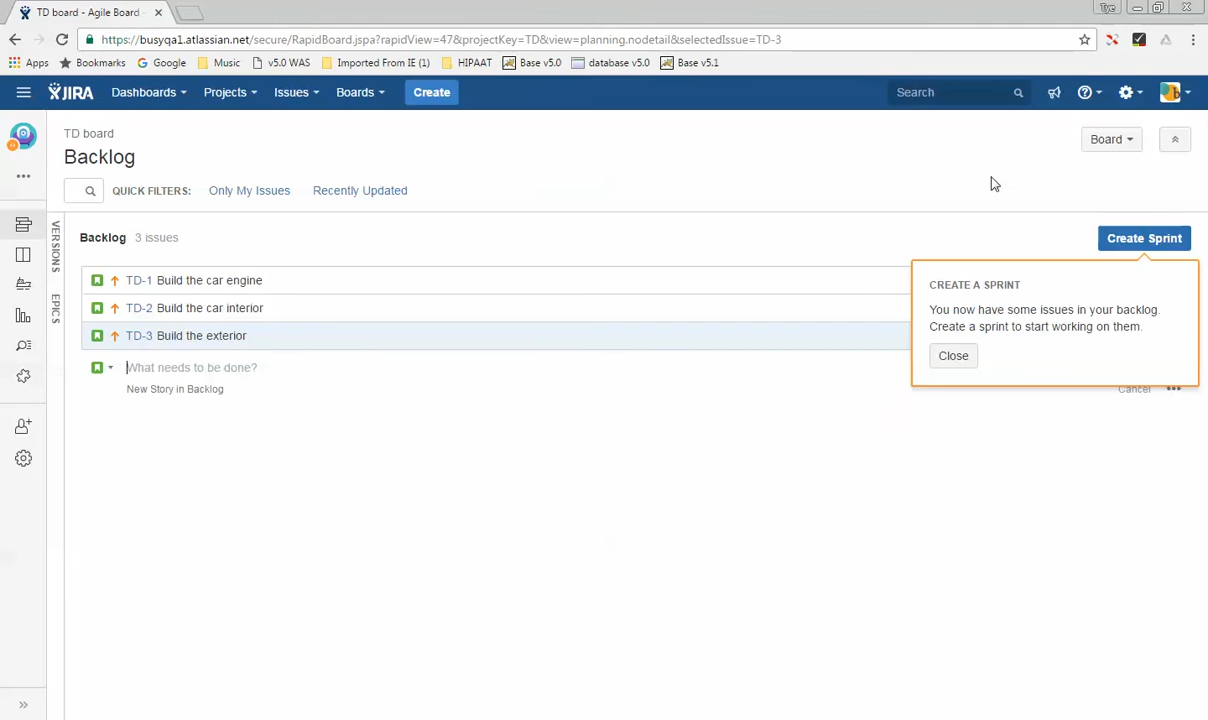 TD board - Agile Board - ×
Tye
https://busyqa1.atlassian.net/secure/RapidBoard.jspa?rapidView=47&projectKey=TD&view=planning.nodetail&selectedIssue=TD-3
Apps Bookmarks Google Music v5.0 WAS Imported From IE (1) HIPAAT Base v5.0 database v5.0 Base v5.1
JIRA Dashboards Projects Issues Boards Create Search
TD board
Board
Backlog
QUICK FILTERS: Only My Issues Recently Updated
VERSIONS
EPICS
Backlog 3 issues
Create Sprint
TD-1 Build the car engine
TD-2 Build the car interior
TD-3 Build the exterior
What needs to be done?
New Story in Backlog
CREATE A SPRINT
You now have some issues in your backlog.
Create a sprint to start working on them.
Close
Cancel